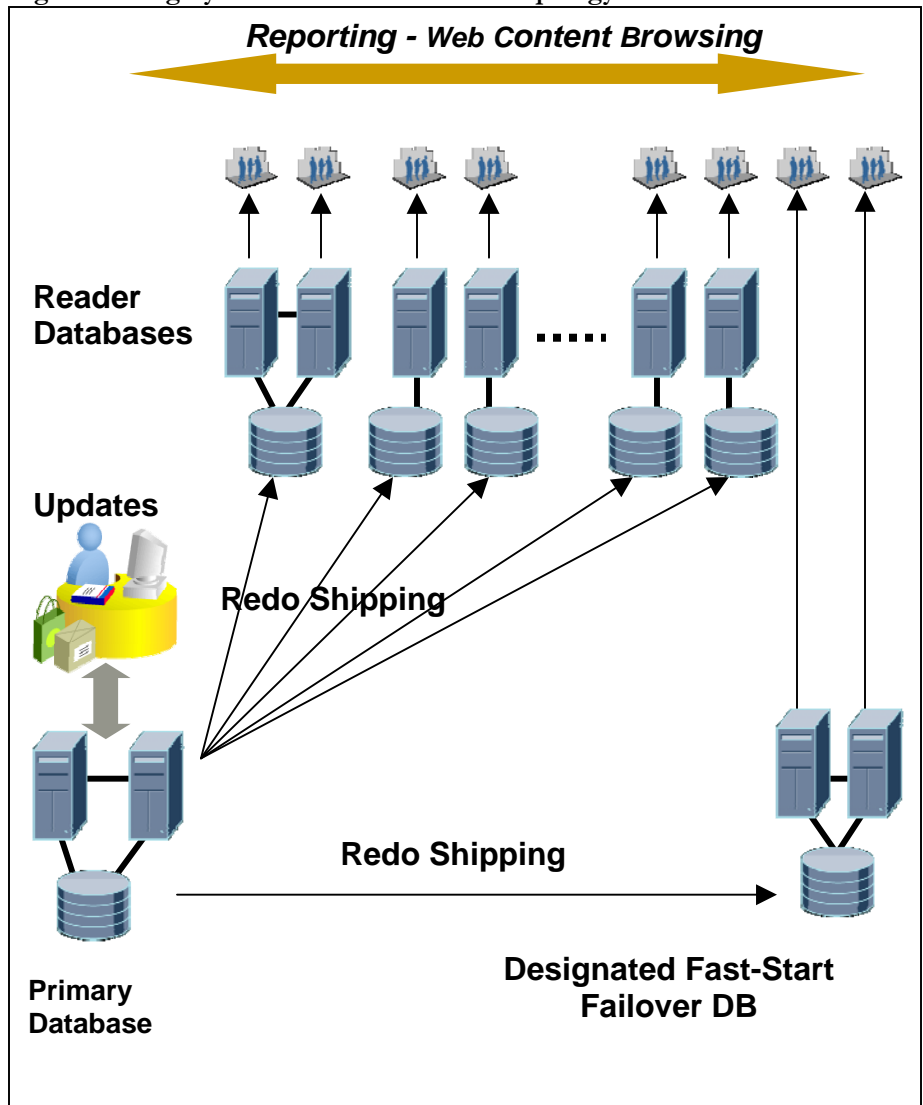 Reporting - Web Content Browsing
Reader
Databases
Updates
Redo Shipping
Redo Shipping
Designated Fast-Start
Failover DB
Primary
Database